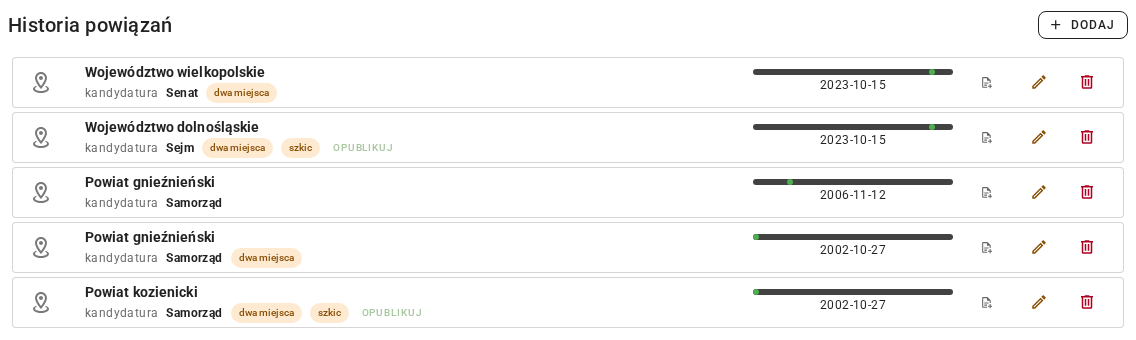 Historia powiązań
+ DODAJ
Województwo wielkopolskie
kandydatura Senat dwa miejsca
2023-10-15
Województwo dolnośląskie
kandydatura Sejm dwa miejsca szkic OPUBLIKUJ
2023-10-15
Powiat gnieźnieński
kandydatura Samorząd
2006-11-12
Powiat gnieźnieński
kandydatura Samorząd dwa miejsca
2002-10-27
Powiat kozienicki
kandydatura Samorząd dwa miejsca szkic OPUBLIKUJ
2002-10-27